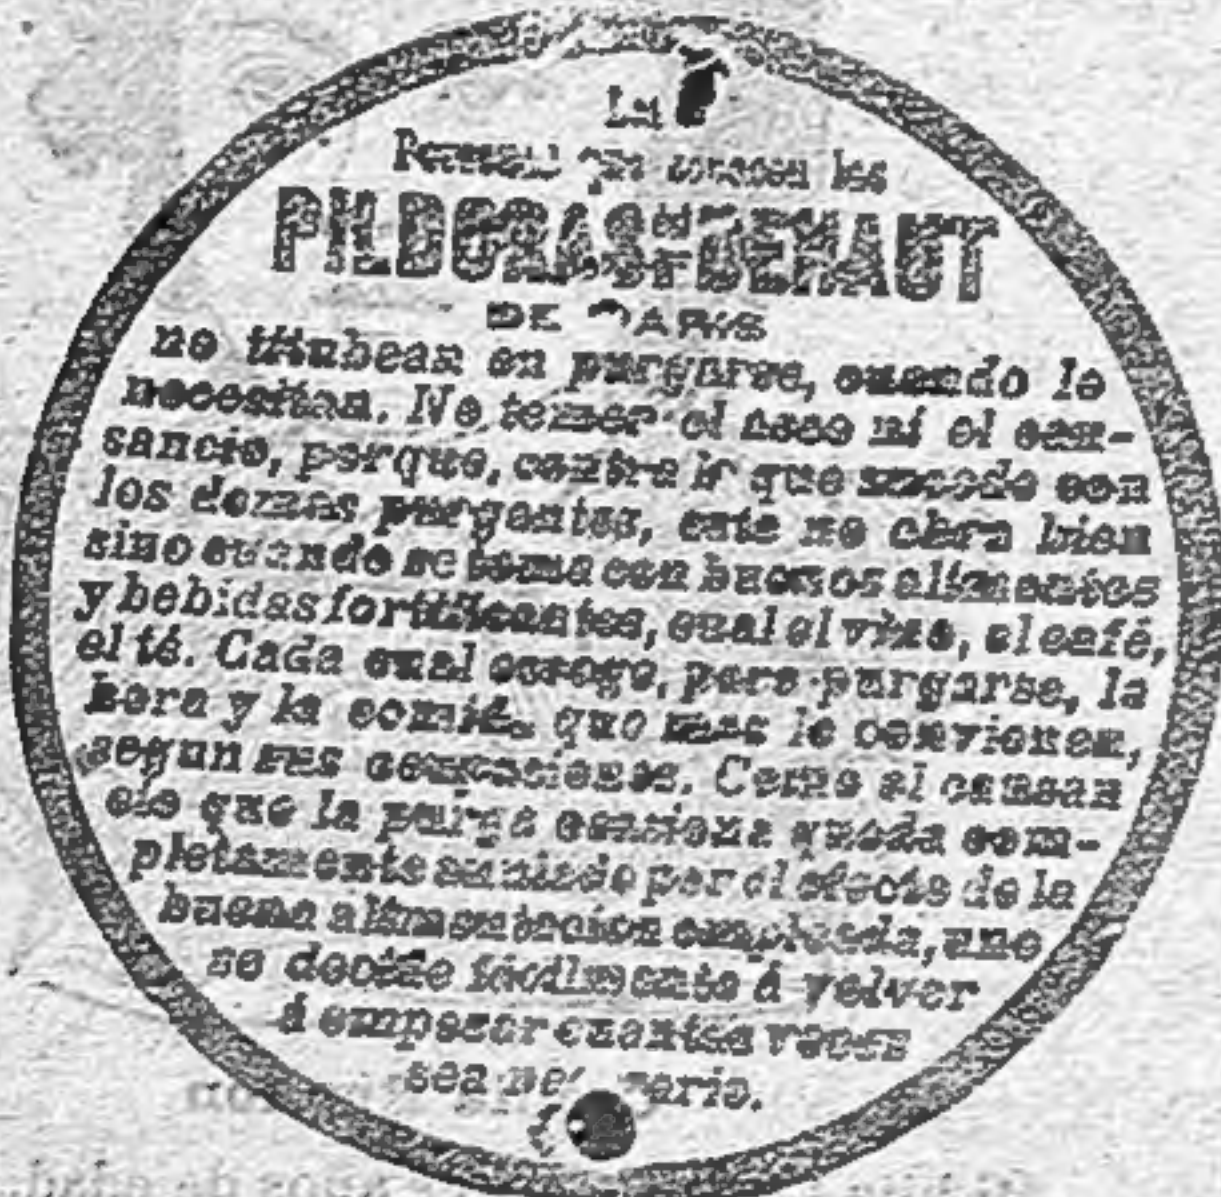 Las
Personas que conocen las
PILDORAS DEHAUT
DE PARIS
no titubean en purgarse, cuando lo
necesitan. No temen el asco ni el can-
sancio, porque, contra lo que sucede con
los demas purgantes, este no obra bien
sino cuando se toma con buenos alimentos
y bebidas fortificantes, cual el vino, el café,
el té. Cada cual escoge, para purgarse, la
hora y la comida que mas le convienen,
segun sus ocupaciones. Como el causan
cio que la purga ocasiona queda com-
pletamente anulado por el efecto de la
buena alimentacion empleada, uno
se decide fácilmente á volver
á empezar cuantas veces
sea necesario.